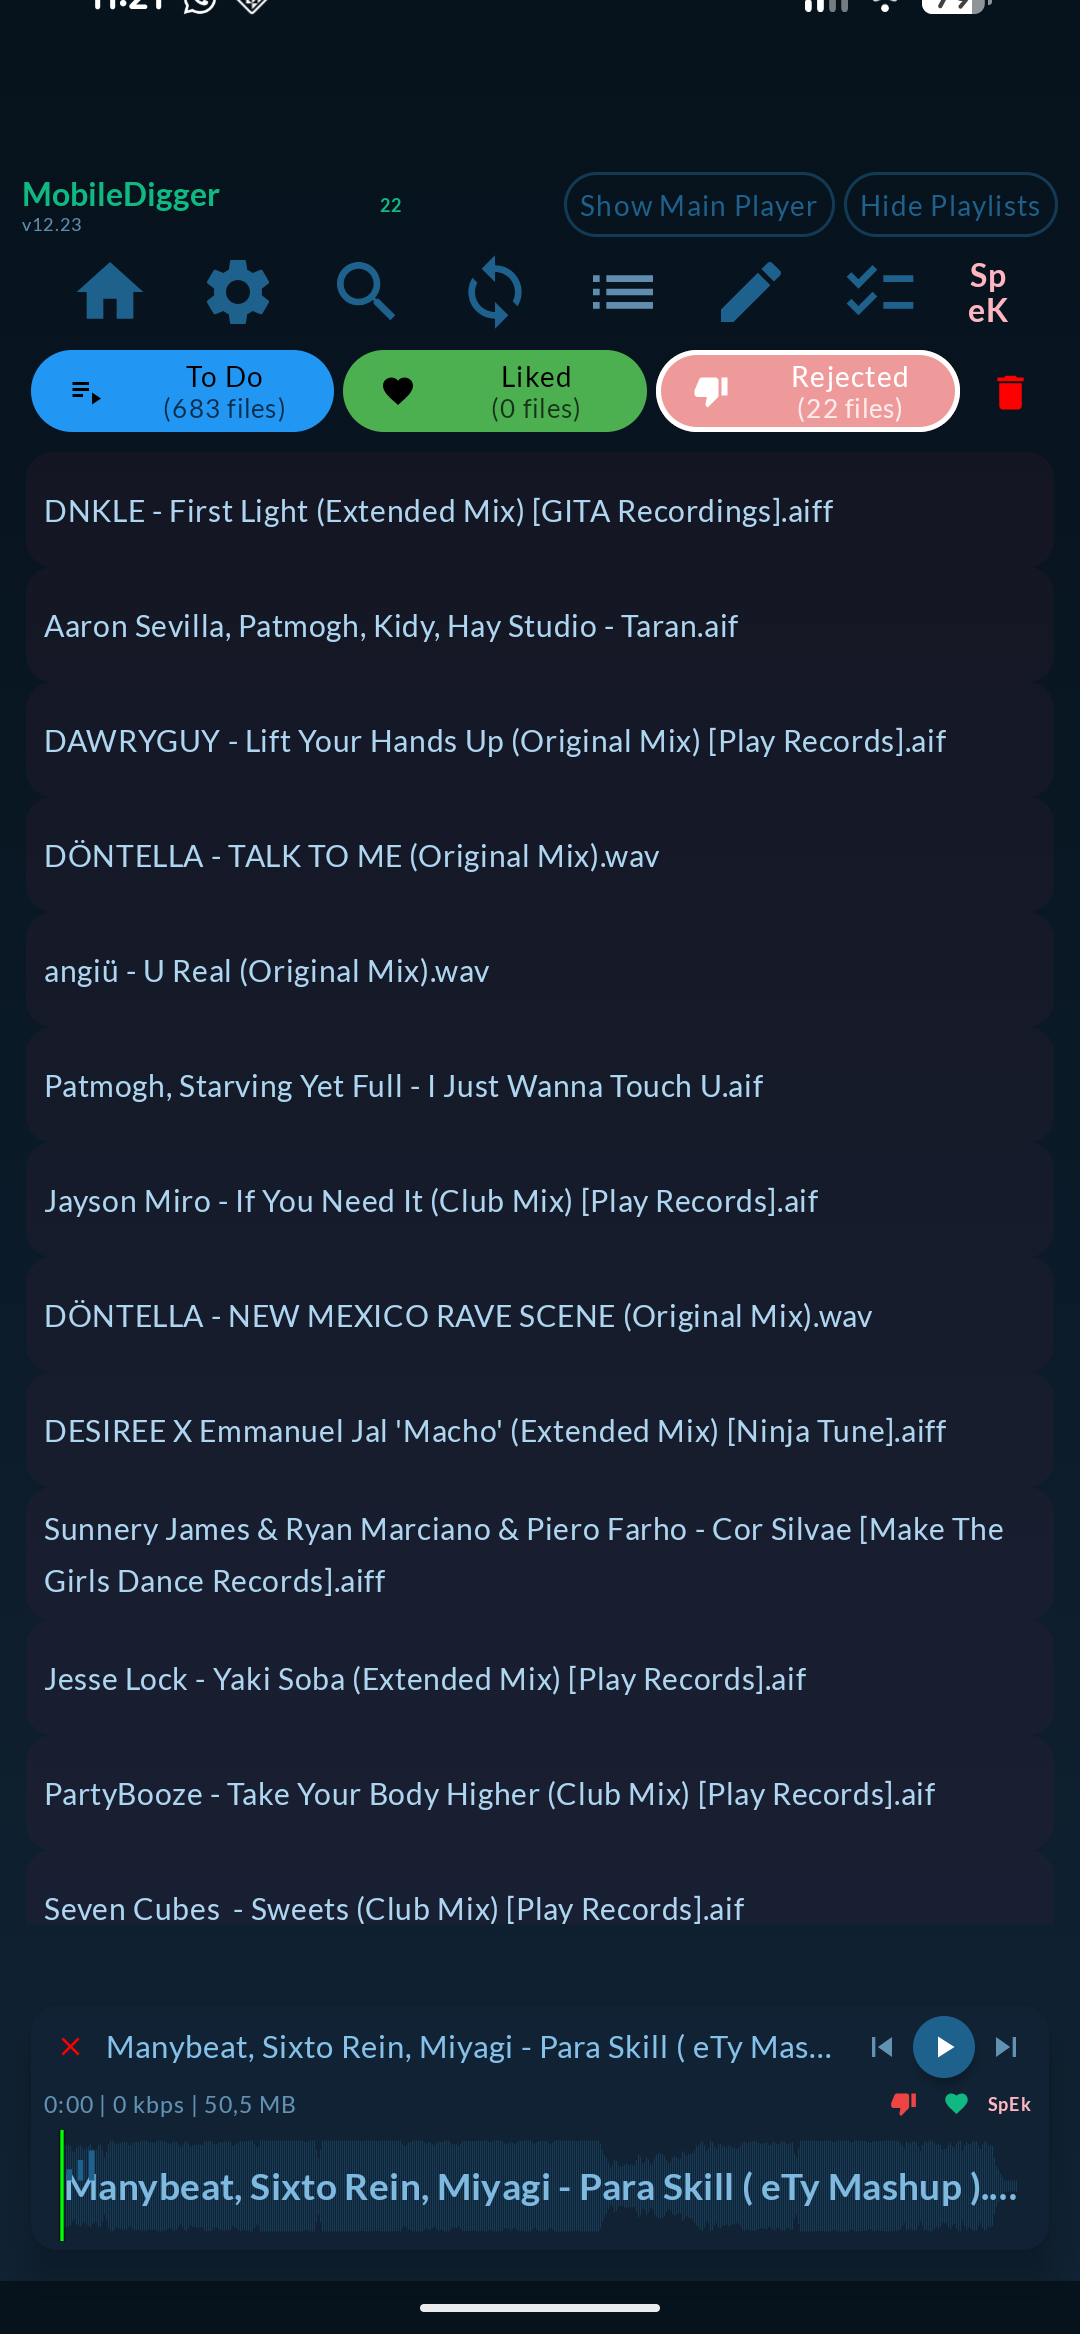 11:21
MobileDigger
v12.23
22
Show Main Player
Hide Playlists
Sp
eK
To Do
(683 files)
Liked
(0 files)
Rejected
(22 files)
DNKLE - First Light (Extended Mix) [GITA Recordings].aiff
Aaron Sevilla, Patmogh, Kidy, Hay Studio - Taran.aif
DAWRYGUY - Lift Your Hands Up (Original Mix) [Play Records].aif
DÖNTELLA - TALK TO ME (Original Mix).wav
angiü - U Real (Original Mix).wav
Patmogh, Starving Yet Full - I Just Wanna Touch U.aif
Jayson Miro - If You Need It (Club Mix) [Play Records].aif
DÖNTELLA - NEW MEXICO RAVE SCENE (Original Mix).wav
DESIREE X Emmanuel Jal 'Macho' (Extended Mix) [Ninja Tune].aiff
Sunnery James & Ryan Marciano & Piero Farho - Cor Silvae [Make The
Girls Dance Records].aiff
Jesse Lock - Yaki Soba (Extended Mix) [Play Records].aif
PartyBooze - Take Your Body Higher (Club Mix) [Play Records].aif
Seven Cubes  - Sweets (Club Mix) [Play Records].aif
Manybeat, Sixto Rein, Miyagi - Para Skill ( eTy Mas...
0:00 | 0 kbps | 50,5 MB
SpEk
Manybeat, Sixto Rein, Miyagi - Para Skill ( eTy Mashup )....